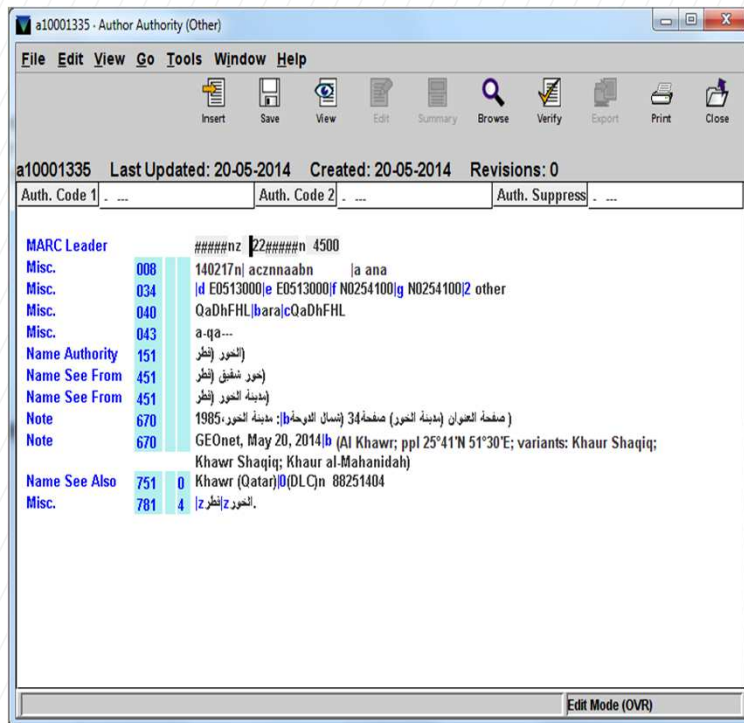 a10001335 - Author Authority (Other)
File Edit View Go Tools Window Help
Insert Save View Edit Summary Browse Verify Export Print Close
a10001335 Last Updated: 20-05-2014 Created: 20-05-2014 Revisions: 0
Auth. Code 1 - --- Auth. Code 2 - --- Auth. Suppress - ---
MARC Leader #####nz 22#####n 4500
Misc. 008 140217n| acznnaabn |a ana
Misc. 034 |d E0513000|e E0513000|f N0254100|g N0254100|2 other
Misc. 040 QaDhFHL|bara|cQaDhFHL
Misc. 043 a-qa---
Name Authority 151 الخور (قطر)
Name See From 451 خور شقيق (قطر)
Name See From 451 مدينة الخور (قطر)
Note 670 مدينة الخور، 1985 :|b صفحة العنوان (مدينة الخور) صفحة34 (شمال الدوحة)
Note 670 GEOnet, May 20, 2014|b (Al Khawr; ppl 25°41'N 51°30'E; variants: Khaur Shaqiq;
Khawr Shaqiq; Khaur al-Mahanidah)
Name See Also 751 0 Khawr (Qatar)|0(DLC)n 88251404
Misc. 781 4 |z قطر|z الخور.
Edit Mode (OVR)